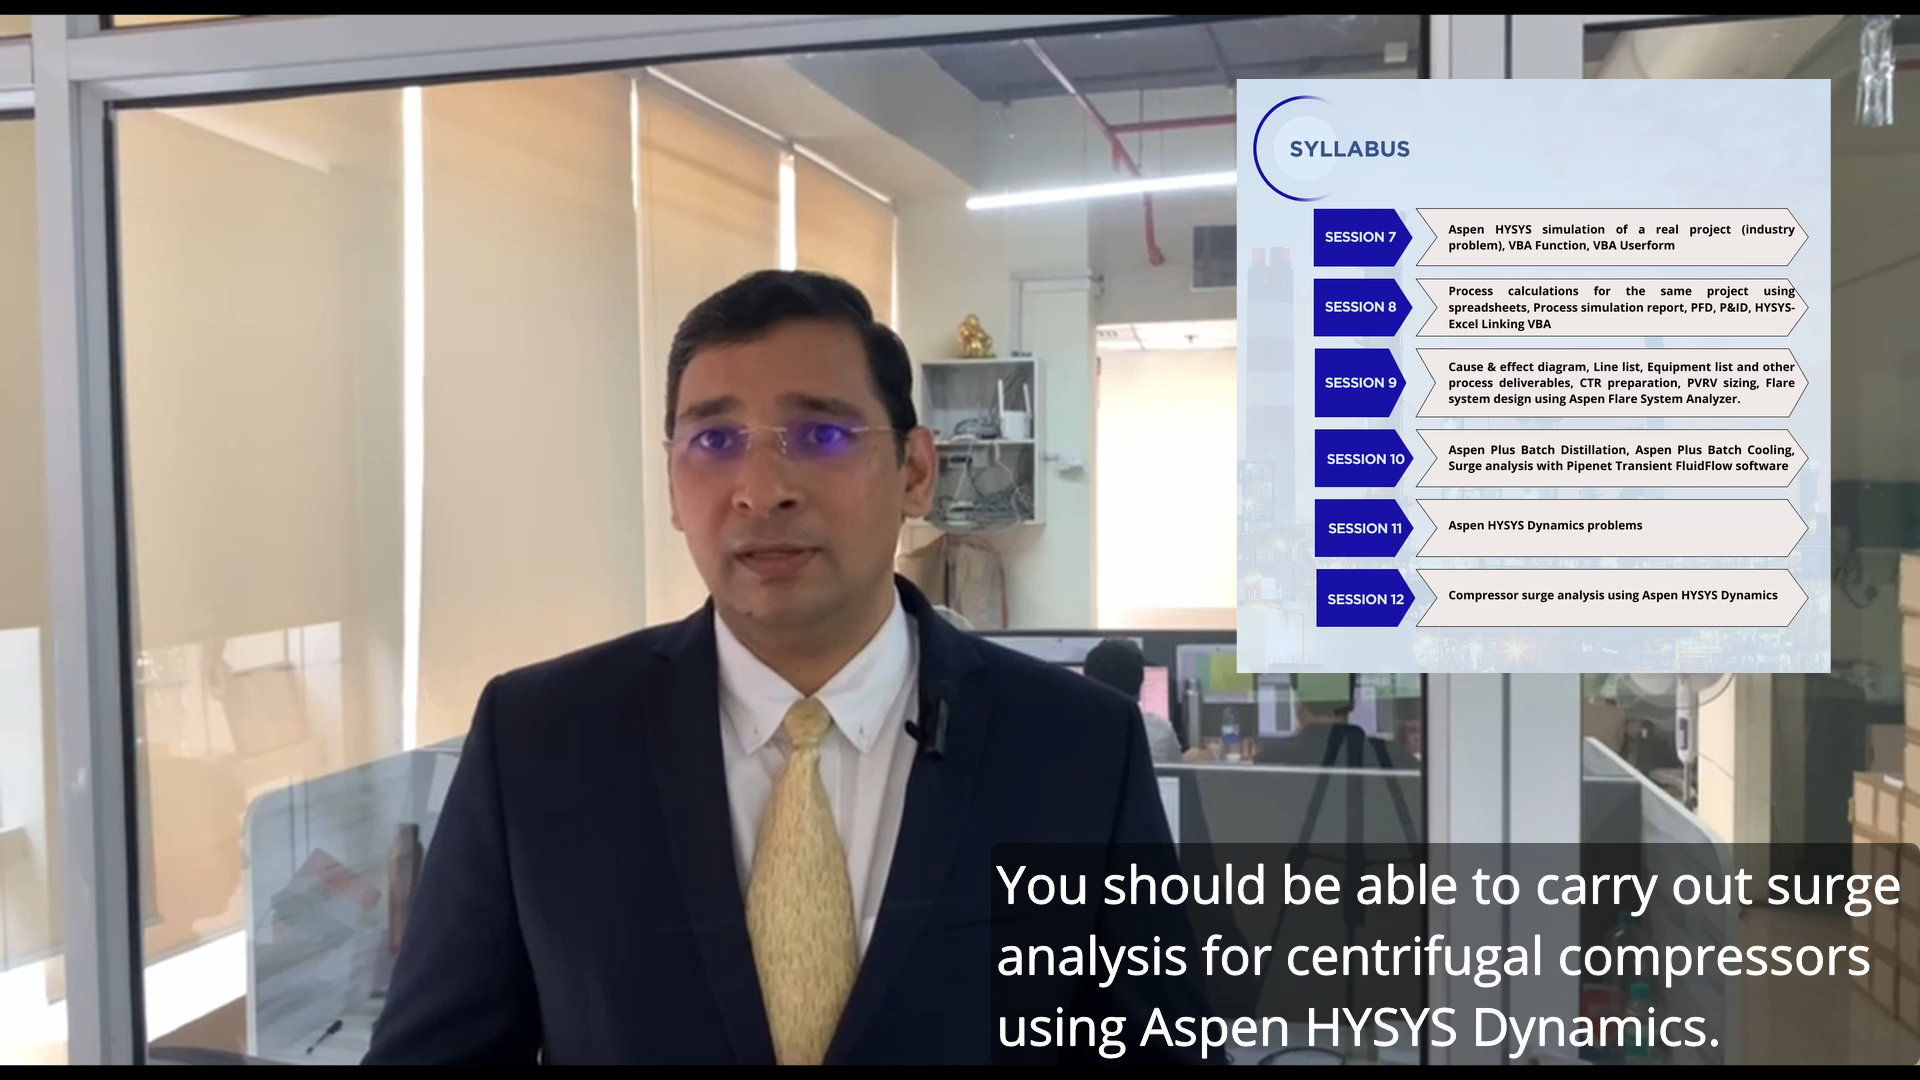 SYLLABUS
SESSION 7
Aspen HYSYS simulation of a real project (industry
problem), VBA Function, VBA Userform
SESSION 8
Process calculations for the same project using
spreadsheets, Process simulation report, PFD, P&ID, HYSYS-
Excel Linking VBA
SESSION 9
Cause & effect diagram, Line list, Equipment list and other
process deliverables, CTR preparation, PVRV sizing, Flare
system design using Aspen Flare System Analyzer.
SESSION 10
Aspen Plus Batch Distillation, Aspen Plus Batch Cooling,
Surge analysis with Pipenet Transient FluidFlow software
SESSION 11
Aspen HYSYS Dynamics problems
SESSION 12
Compressor surge analysis using Aspen HYSYS Dynamics
You should be able to carry out surge
analysis for centrifugal compressors
using Aspen HYSYS Dynamics.